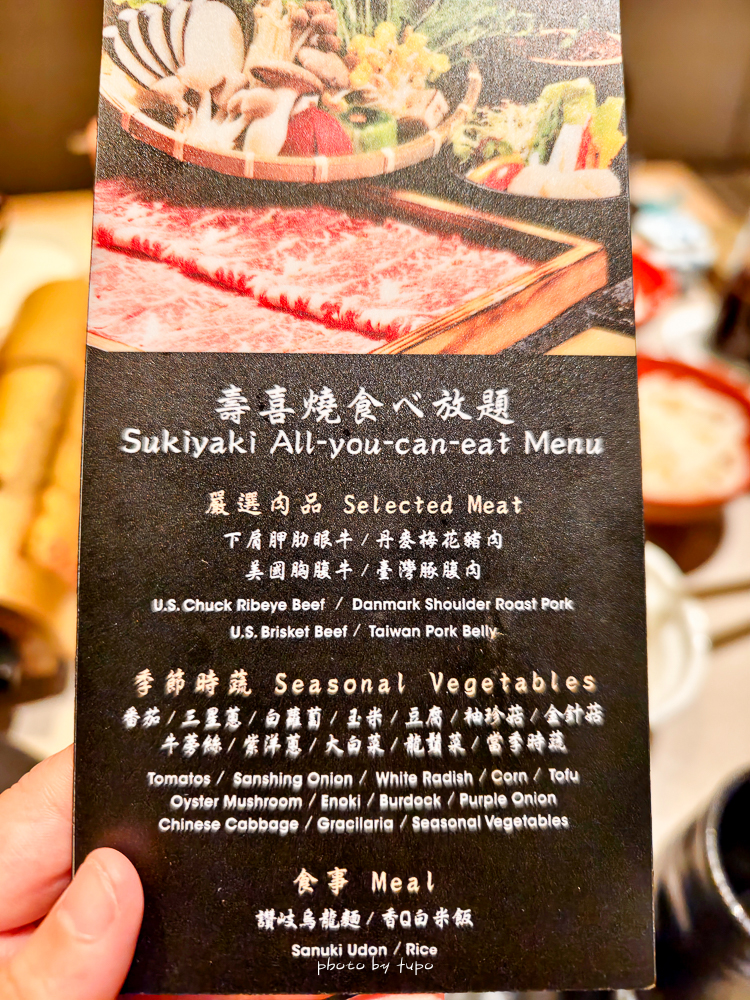 壽喜燒食べ放題
Sukiyaki All-you-can-eat Menu
嚴選肉品 Selected Meat
下肩胛肋眼牛 / 丹麥梅花豬肉
美國胸腹牛 / 臺灣豚腹肉
U.S. Chuck Ribeye Beef / Danmark Shoulder Roast Pork
U.S. Brisket Beef / Taiwan Pork Belly
季節時蔬 Seasonal Vegetables
番茄 / 三星蔥 / 白蘿蔔 / 玉米 / 豆腐 / 袖珍菇 / 金針菇
牛蒡絲 / 紫洋蔥 / 大白菜 / 龍鬚菜 / 當季時蔬
Tomatos / Sanshing Onion / White Radish / Corn / Tofu
Oyster Mushroom / Enoki / Burdock / Purple Onion
Chinese Cabbage / Gracilaria / Seasonal Vegetables
食事 Meal
讚岐烏龍麵 / 香Q白米飯
Sanuki Udon / Rice
photo by tupo